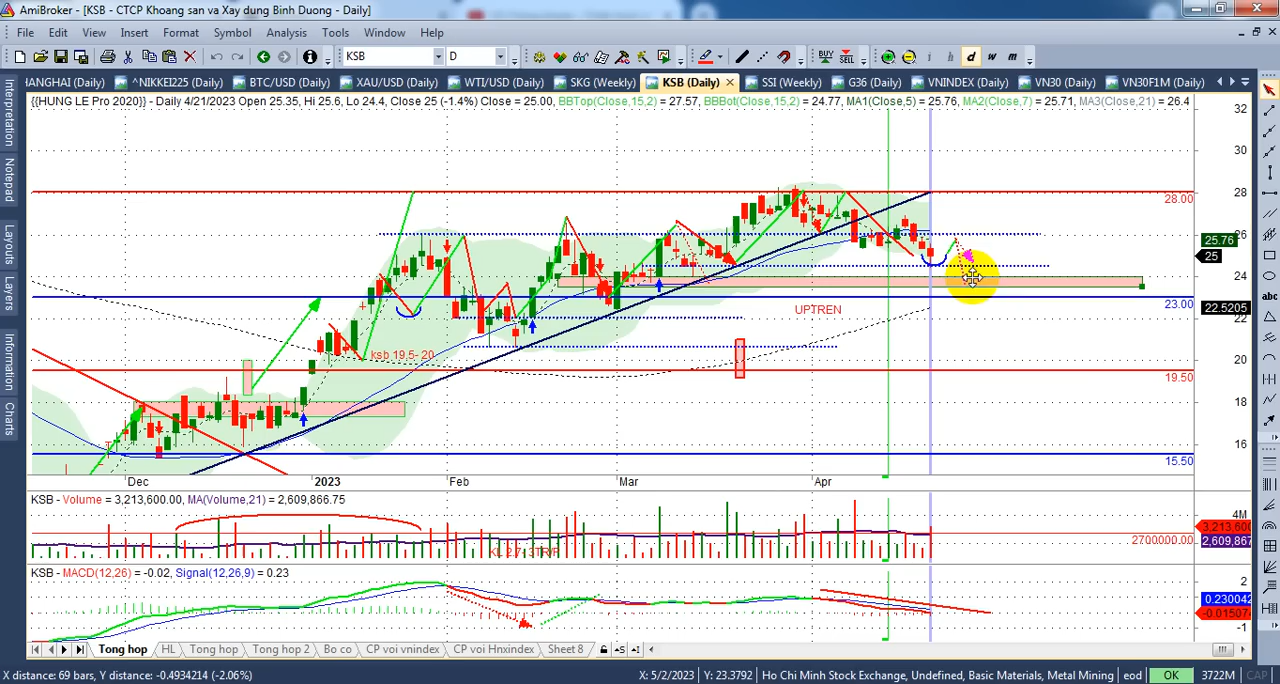 AmiBroker - [KSB - CTCP Khoang san va Xay dung Binh Duong - Daily]
File Edit View Insert Format Symbol Analysis Tools Window Help
KSB D BUY SELL i h d w m
HANGHAI (Daily) ^NIKKEI225 (Daily) BTC/USD (Daily) XAU/USD (Daily) WTI/USD (Daily) SKG (Weekly) KSB (Daily) SSI (Weekly) G36 (Daily) VNINDEX (Daily) VN30 (Daily) VN30F1M (Daily)
{{HUNG LE Pro 2020}} - Daily 4/21/2023 Open 25.35, Hi 25.6, Lo 24.4, Close 25 (-1.4%) Close = 25.00, BBTop(Close,15,2) = 27.57, BBBot(Close,15,2) = 24.77, MA1(Close,5) = 25.76, MA2(Close,7) = 25.71, MA3(Close,21) = 26.4
Interpretation
Notepad
Layouts
Layers
Information
Charts
32
30
28
28.00
26
25.76
25
24
23.00
22.5205
22
20
19.50
18
16
15.50
UPTREN
ksb 19,5- 20
Dec 2023 Feb Mar Apr
KSB - Volume = 3,213,600.00, MA(Volume,21) = 2,609,866.75
4M
3,213,600
2700000.00
2,609,867
KSB - MACD(12,26) = -0.02, Signal(12,26,9) = 0.23
2
0.230042
-0.01507
-1
Tong hop HL Tong hop Tong hop 2 Bo co CP voi vnindex CP voi Hnxindex Sheet 8
X distance: 69 bars, Y distance: -0.4934214 (-2.06%) X: 5/2/2023 Y: 23.3792 Ho Chi Minh Stock Exchange, Undefined, Basic Materials, Metal Mining eod OK 3722M CAP
abc